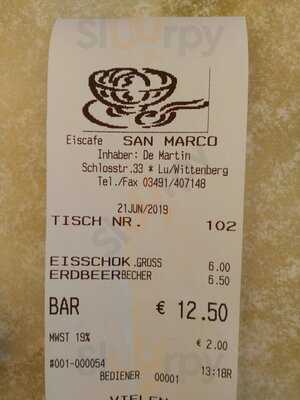 Eiscafe SAN MARCO
Inhaber: De Martin
Schlosstr.33 * Lu/Wittenberg
Tel./Fax 03491/407148
21JUN/2019
TISCH NR. 102
EISSCHOK.GROSS 6.00
ERDBEERBECHER 6.50
BAR € 12.50
MWST 19% € 2.00
#001-000054 13:18R
BEDIENER 00001
VIELEN